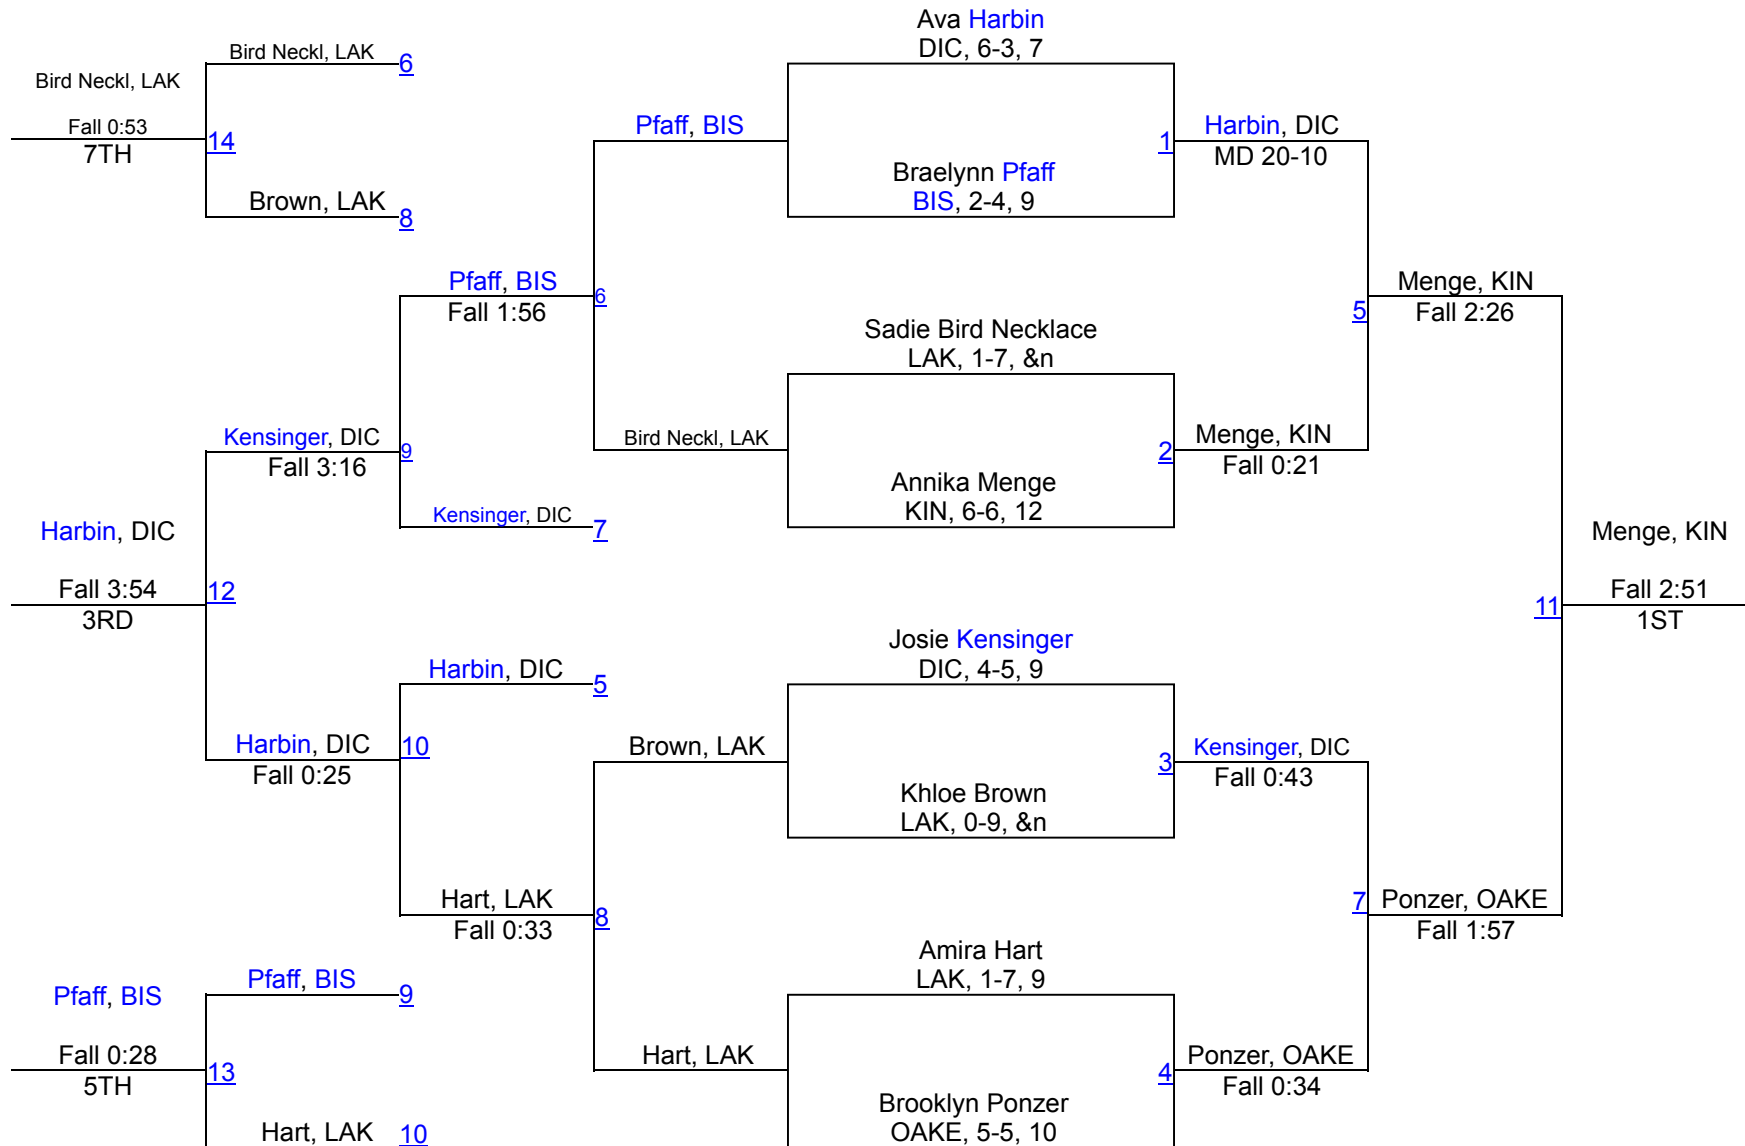 Ava Harbin
DIC, 6-3, 7
Bird Neckl, LAK
6
Bird Neckl, LAK
Fall 0:53
7TH
14
Brown, LAK
8
Pfaff, BIS
Braelynn Pfaff
BIS, 2-4, 9
1
Harbin, DIC
MD 20-10
Pfaff, BIS
Fall 1:56
6
Sadie Bird Necklace
LAK, 1-7, &n
5
Menge, KIN
Fall 2:26
Kensinger, DIC
Fall 3:16
9
Bird Neckl, LAK
Annika Menge
KIN, 6-6, 12
2
Menge, KIN
Fall 0:21
Kensinger, DIC
7
Harbin, DIC
Fall 3:54
3RD
12
Menge, KIN
11
Fall 2:51
1ST
Harbin, DIC
5
Josie Kensinger
DIC, 4-5, 9
Harbin, DIC
Fall 0:25
10
Brown, LAK
Khloe Brown
LAK, 0-9, &n
3
Kensinger, DIC
Fall 0:43
Hart, LAK
Fall 0:33
8
Amira Hart
LAK, 1-7, 9
7
Ponzer, OAKE
Fall 1:57
Pfaff, BIS
Pfaff, BIS
9
Fall 0:28
5TH
13
Hart, LAK
10
Hart, LAK
Brooklyn Ponzer
OAKE, 5-5, 10
4
Ponzer, OAKE
Fall 0:34